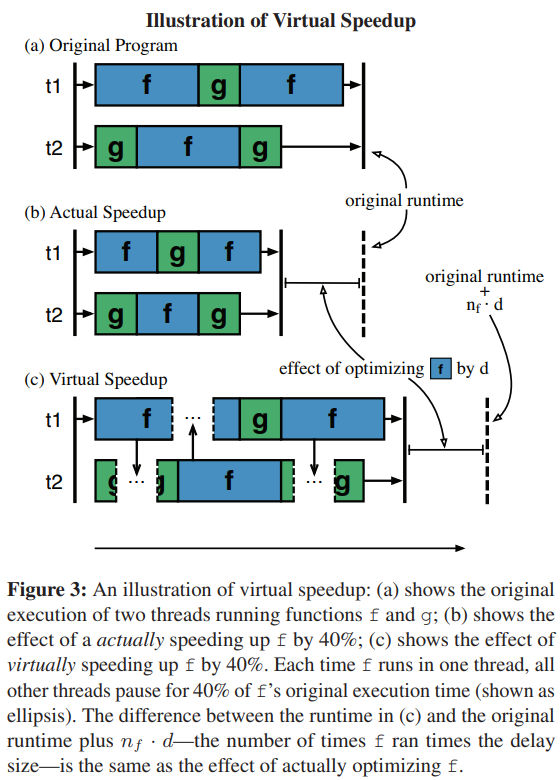 Illustration of Virtual Speedup
(a) Original Program
t1 f g f
t2 g f g
original runtime
(b) Actual Speedup
t1 f g f
t2 g f g
original runtime
+
nf · d
effect of optimizing f by d
(c) Virtual Speedup
t1 f ... g f
t2 g ... g f ... g
Figure 3: An illustration of virtual speedup: (a) shows the original
execution of two threads running functions f and g; (b) shows the
effect of a actually speeding up f by 40%; (c) shows the effect of
virtually speeding up f by 40%. Each time f runs in one thread, all
other threads pause for 40% of f's original execution time (shown as
ellipsis). The difference between the runtime in (c) and the original
runtime plus nf · d—the number of times f ran times the delay
size—is the same as the effect of actually optimizing f.